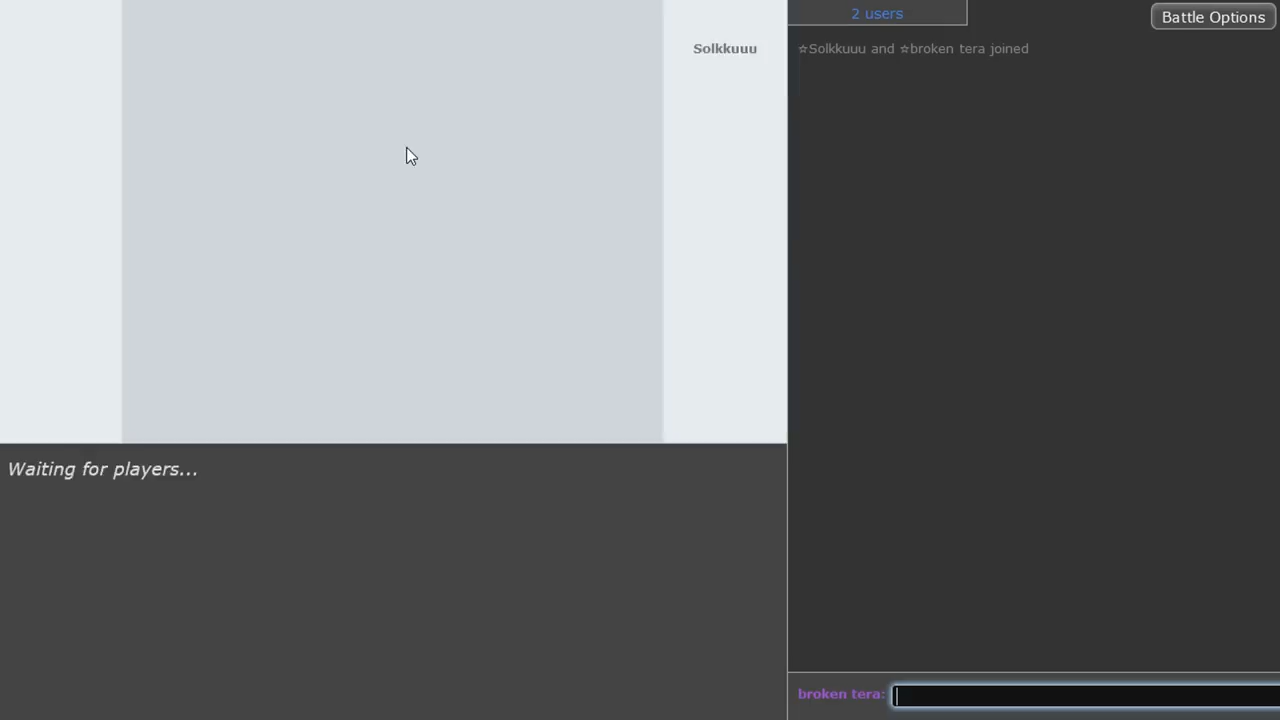 2 users
Battle Options
Solkkuuu
☆Solkkuuu and ☆broken tera joined
Waiting for players...
broken tera: